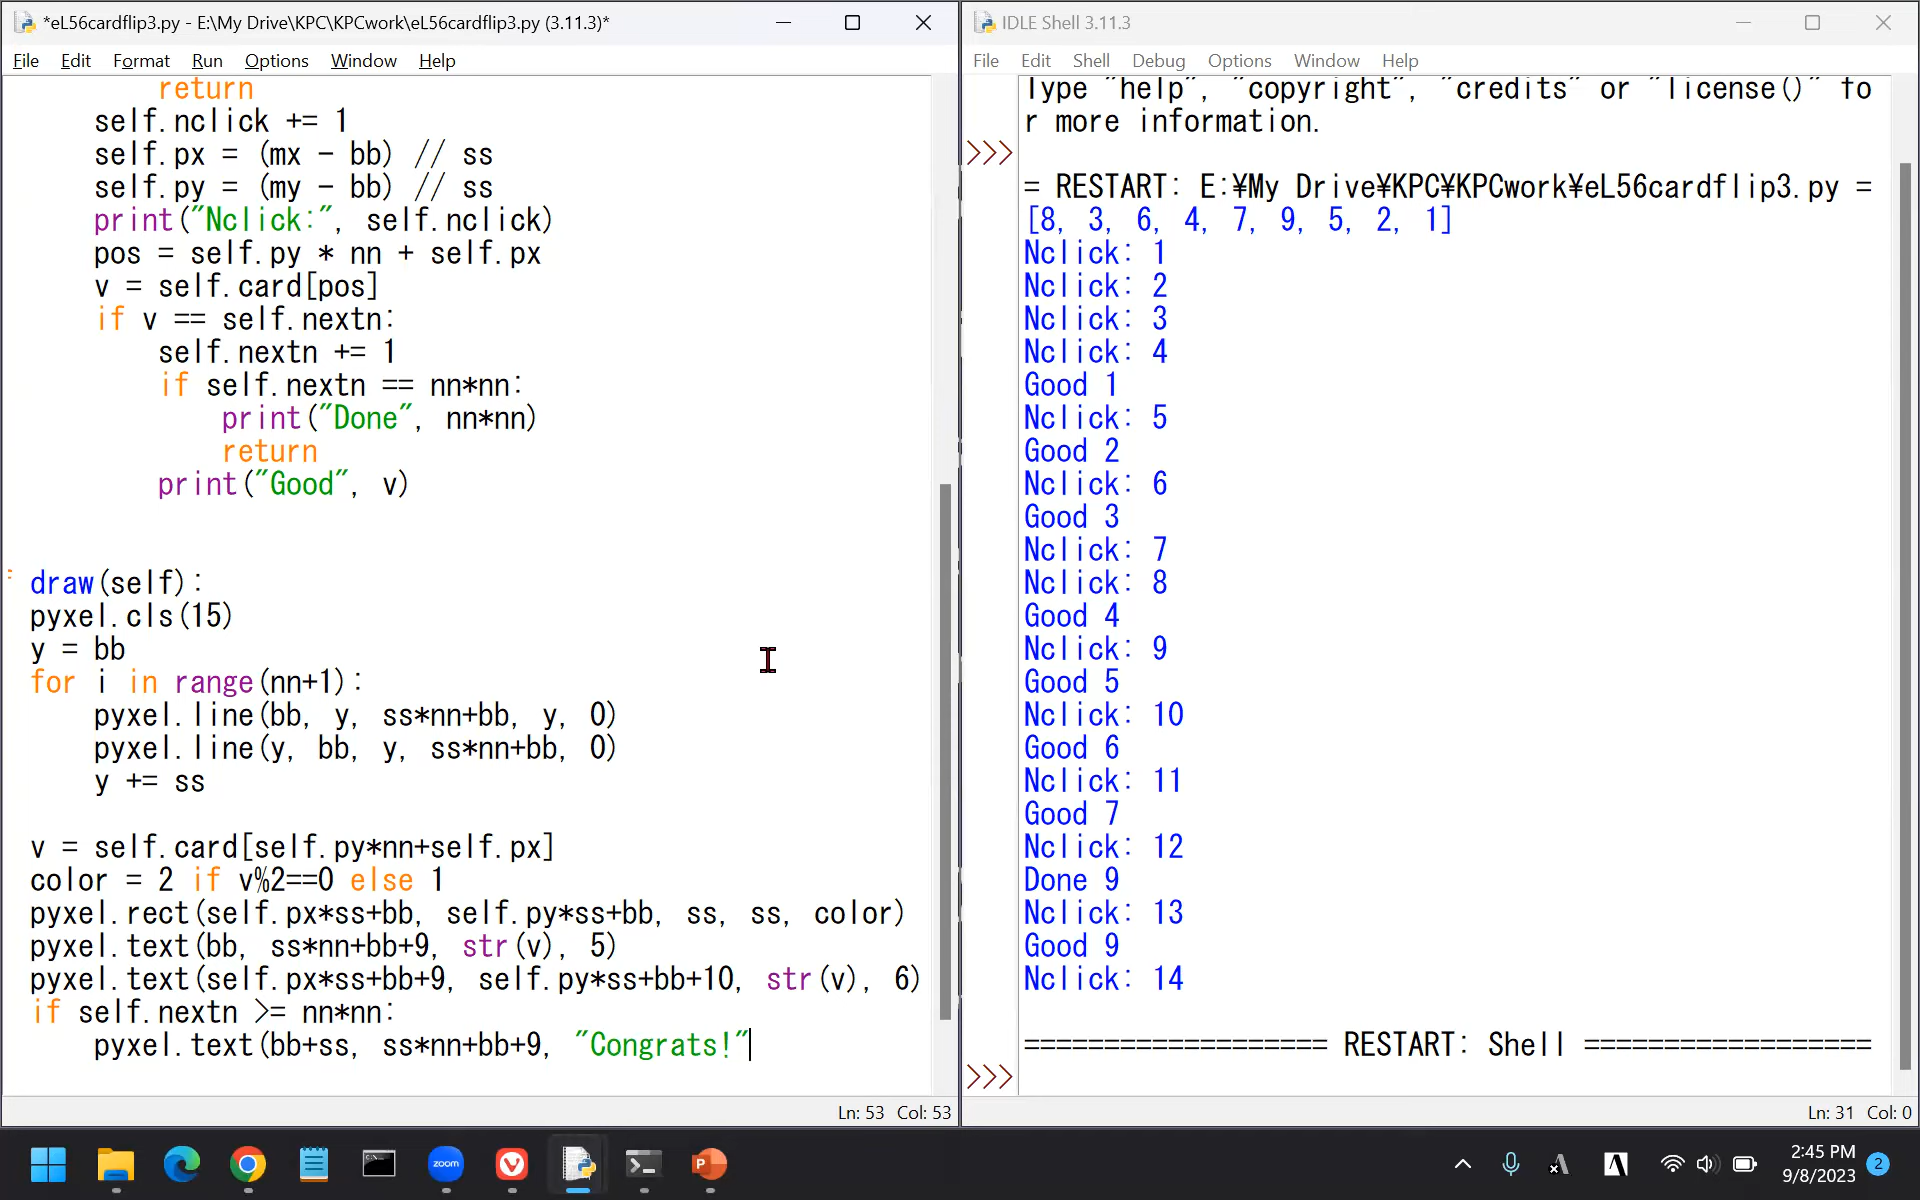 *eL56cardflip3.py - E:\My Drive\KPC\KPCwork\eL56cardflip3.py (3.11.3)*
File Edit Format Run Options Window Help
return
self.nclick += 1
self.px = (mx - bb) // ss
self.py = (my - bb) // ss
print("Nclick:", self.nclick)
pos = self.py * nn + self.px
v = self.card[pos]
if v == self.nextn:
self.nextn += 1
if self.nextn == nn*nn:
print("Done", nn*nn)
return
print("Good", v)
draw(self):
pyxel.cls(15)
y = bb
for i in range(nn+1):
pyxel.line(bb, y, ss*nn+bb, y, 0)
pyxel.line(y, bb, y, ss*nn+bb, 0)
y += ss
v = self.card[self.py*nn+self.px]
color = 2 if v%2==0 else 1
pyxel.rect(self.px*ss+bb, self.py*ss+bb, ss, ss, color)
pyxel.text(bb, ss*nn+bb+9, str(v), 5)
pyxel.text(self.px*ss+bb+9, self.py*ss+bb+10, str(v), 6)
if self.nextn >= nn*nn:
pyxel.text(bb+ss, ss*nn+bb+9, "Congrats!"
Ln: 53 Col: 53
IDLE Shell 3.11.3
File Edit Shell Debug Options Window Help
Type "help", "copyright", "credits" or "license()" fo
r more information.
>>>
= RESTART: E:¥My Drive¥KPC¥KPCwork¥eL56cardflip3.py =
[8, 3, 6, 4, 7, 9, 5, 2, 1]
Nclick: 1
Nclick: 2
Nclick: 3
Nclick: 4
Good 1
Nclick: 5
Good 2
Nclick: 6
Good 3
Nclick: 7
Nclick: 8
Good 4
Nclick: 9
Good 5
Nclick: 10
Good 6
Nclick: 11
Good 7
Nclick: 12
Done 9
Nclick: 13
Good 9
Nclick: 14
=================== RESTART: Shell ==================
>>>
Ln: 31 Col: 0
zoom
2:45 PM
9/8/2023
2